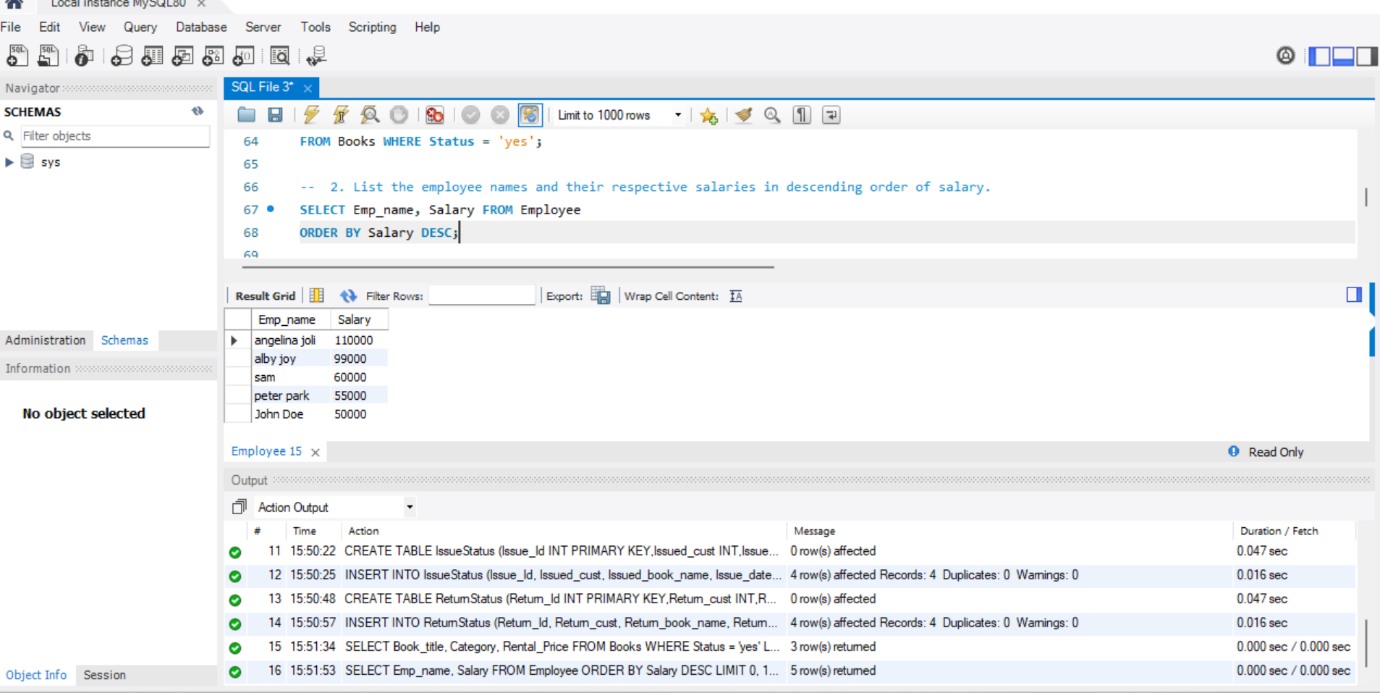 Local instance MySQL80 ×
File Edit View Query Database Server Tools Scripting Help
Navigator
SCHEMAS
Filter objects
sys
Administration Schemas
Information
No object selected
Object Info Session
SQL File 3* ×
Limit to 1000 rows
64 FROM Books WHERE Status = 'yes';
65
66 -- 2. List the employee names and their respective salaries in descending order of salary.
67 SELECT Emp_name, Salary FROM Employee
68 ORDER BY Salary DESC;
69
Result Grid Filter Rows: Export: Wrap Cell Content: IA
Emp_name Salary
angelina joli 110000
alby joy 99000
sam 60000
peter park 55000
John Doe 50000
Employee 15 × Read Only
Output
Action Output
# Time Action Message Duration / Fetch
11 15:50:22 CREATE TABLE IssueStatus (Issue_Id INT PRIMARY KEY,Issued_cust INT,Issue... 0 row(s) affected 0.047 sec
12 15:50:25 INSERT INTO IssueStatus (Issue_Id, Issued_cust, Issued_book_name, Issue_date... 4 row(s) affected Records: 4 Duplicates: 0 Warnings: 0 0.016 sec
13 15:50:48 CREATE TABLE ReturnStatus (Return_Id INT PRIMARY KEY,Return_cust INT,R... 0 row(s) affected 0.047 sec
14 15:50:57 INSERT INTO ReturnStatus (Return_Id, Return_cust, Return_book_name, Return... 4 row(s) affected Records: 4 Duplicates: 0 Warnings: 0 0.016 sec
15 15:51:34 SELECT Book_title, Category, Rental_Price FROM Books WHERE Status = 'yes' L... 3 row(s) returned 0.000 sec / 0.000 sec
16 15:51:53 SELECT Emp_name, Salary FROM Employee ORDER BY Salary DESC LIMIT 0, 1... 5 row(s) returned 0.000 sec / 0.000 sec